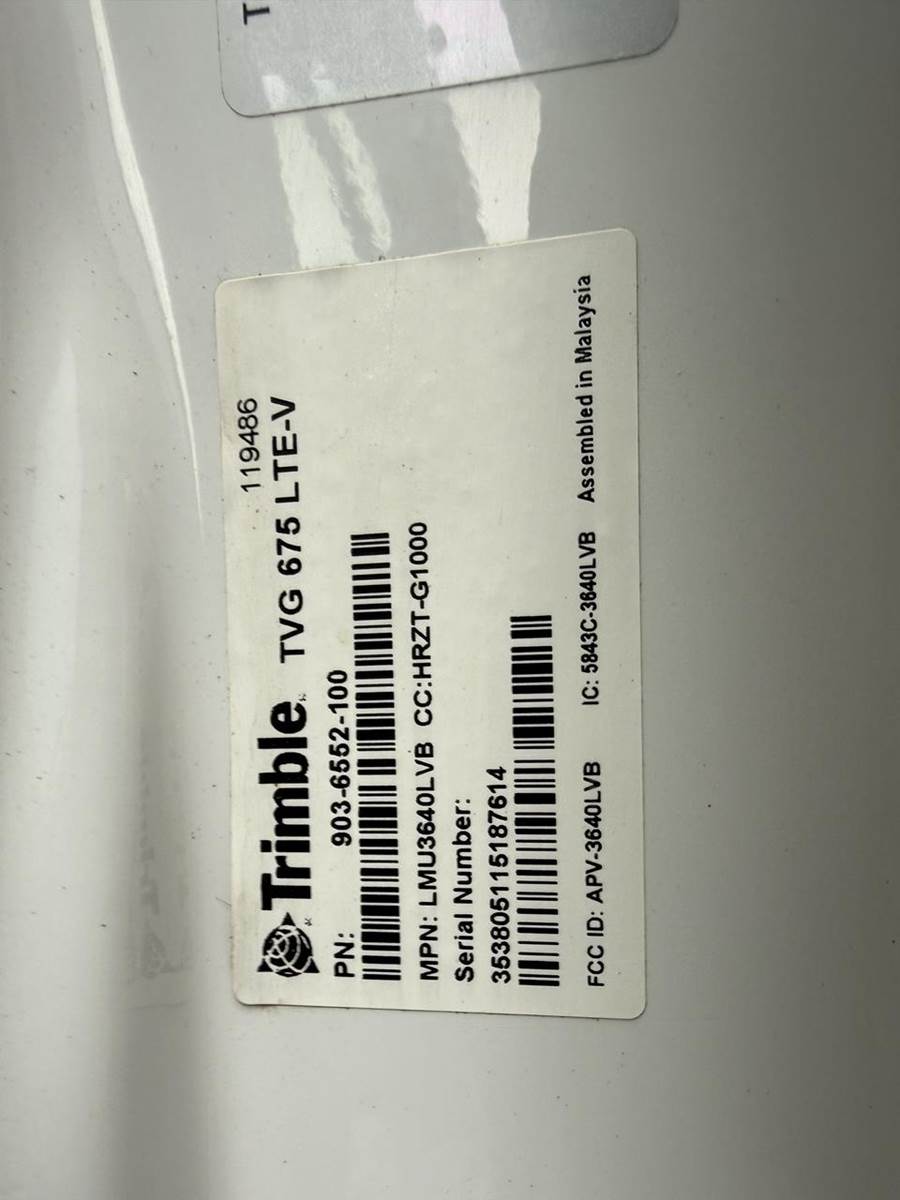 T
119486
Trimble TVG 675 LTE-V
PN: 903-6552-100
MPN: LMU3640LVB CC:HRZT-G1000
Serial Number:
353805115187614
FCC ID: APV-3640LVB IC: 5843C-3640LVB Assembled in Malaysia